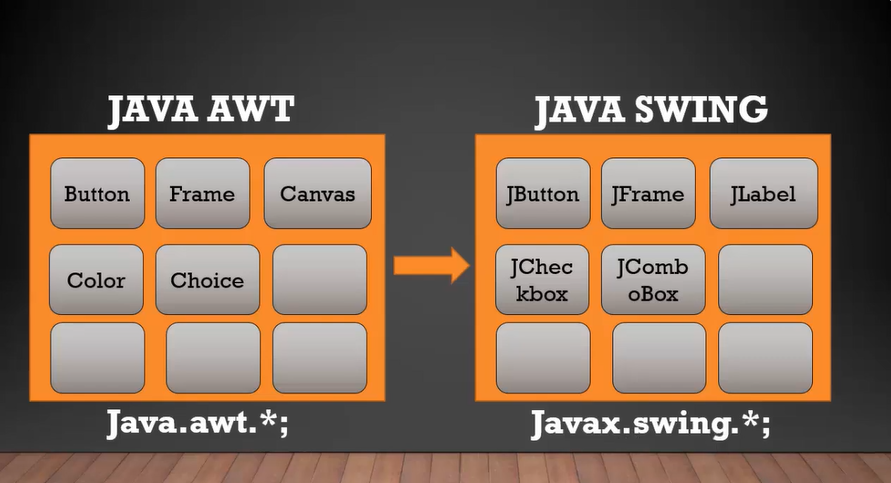 JAVA AWT
Button
Frame
Canvas
Color
Choice
Java.awt.*;
JAVA SWING
JButton
JFrame
JLabel
JChec
kbox
JComb
oBox
Javax.swing.*;